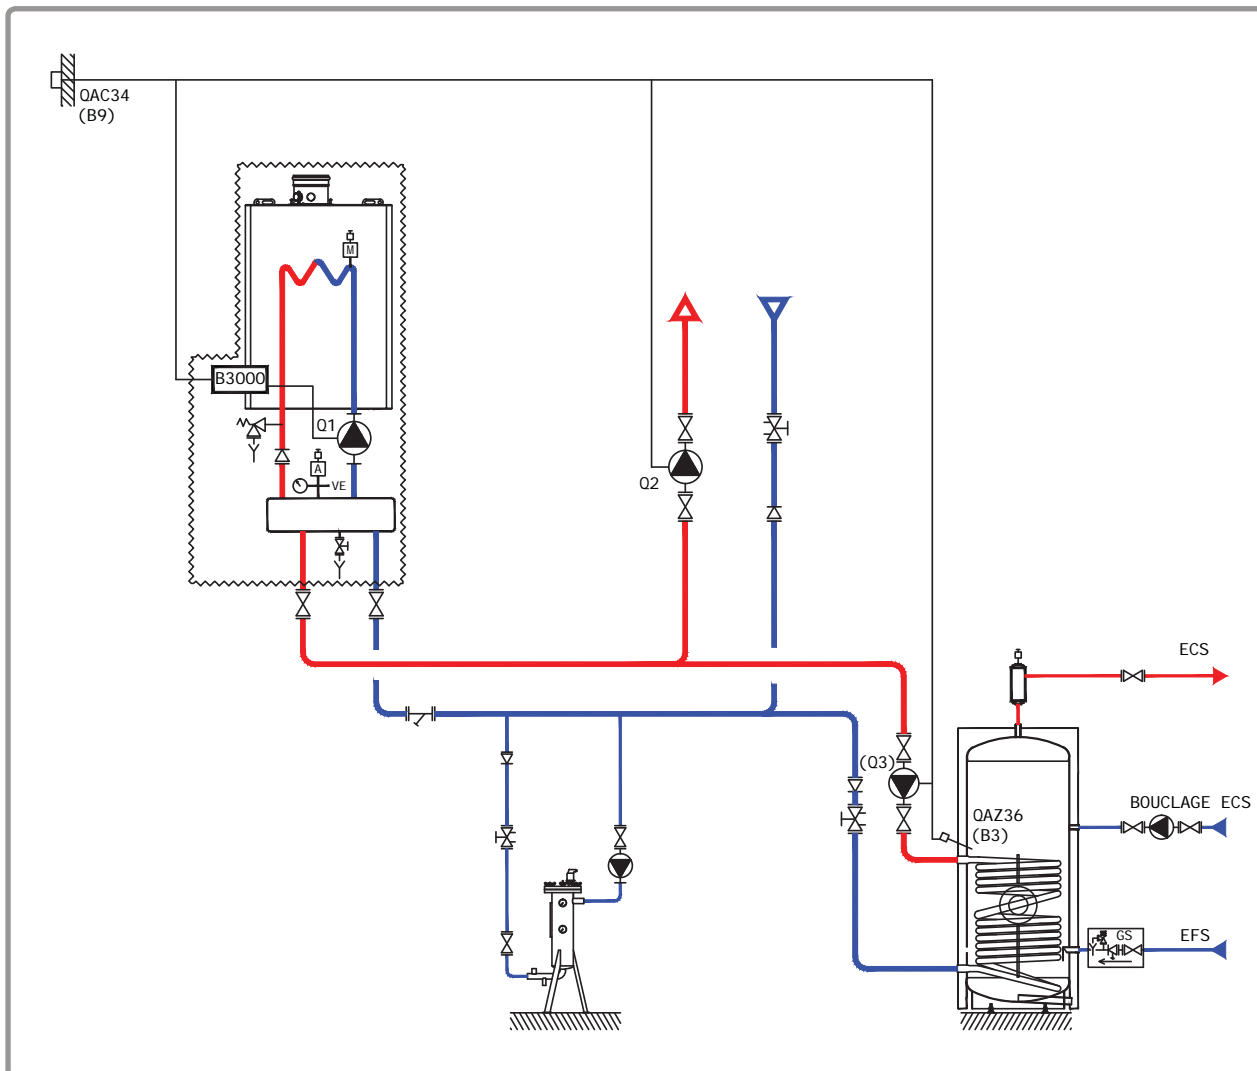 QAC34
(B9)
M
B3000
Q1
A
VE
Q2
ECS
(Q3)
QAZ36
(B3)
BOUCLAGE ECS
GS
EFS